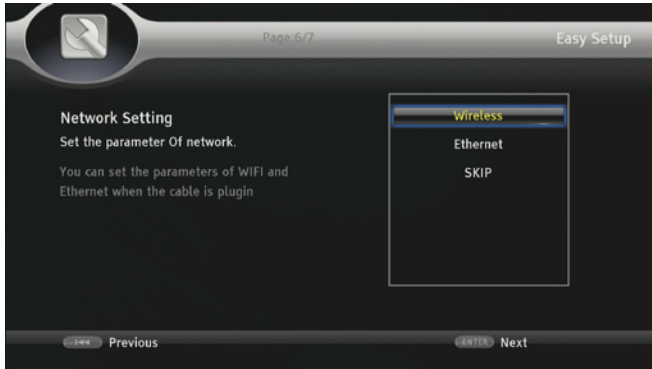 Page:6/7
Easy Setup
Network Setting
Set the parameter Of network.
You can set the parameters of WIFI and
Ethernet when the cable is plugin
Wireless
Ethernet
SKIP
Previous
ENTER Next